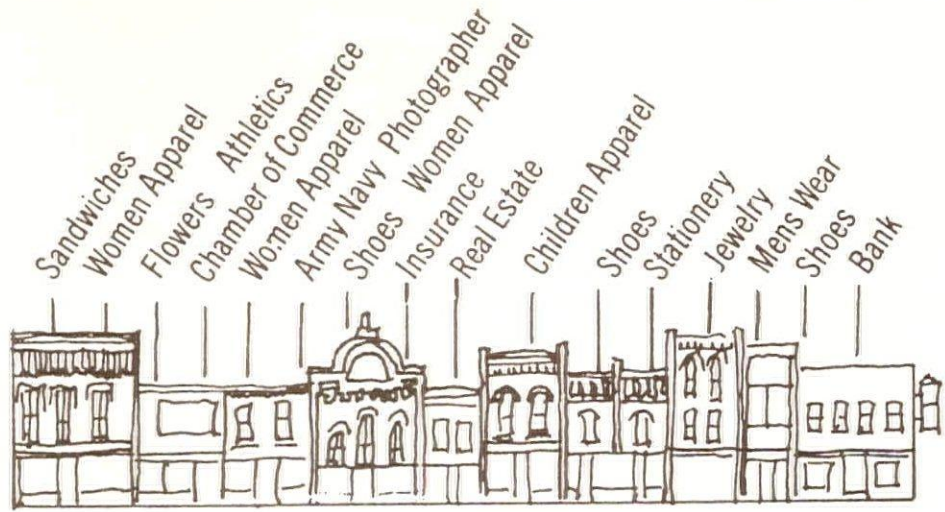 Sandwiches
Women Apparel
Flowers Athletics
Chamber of Commerce
Women Apparel
Army Navy Photographer
Shoes Women Apparel
Insurance
Real Estate
Children Apparel
Shoes
Stationery
Jewelry
Mens Wear
Shoes
Bank